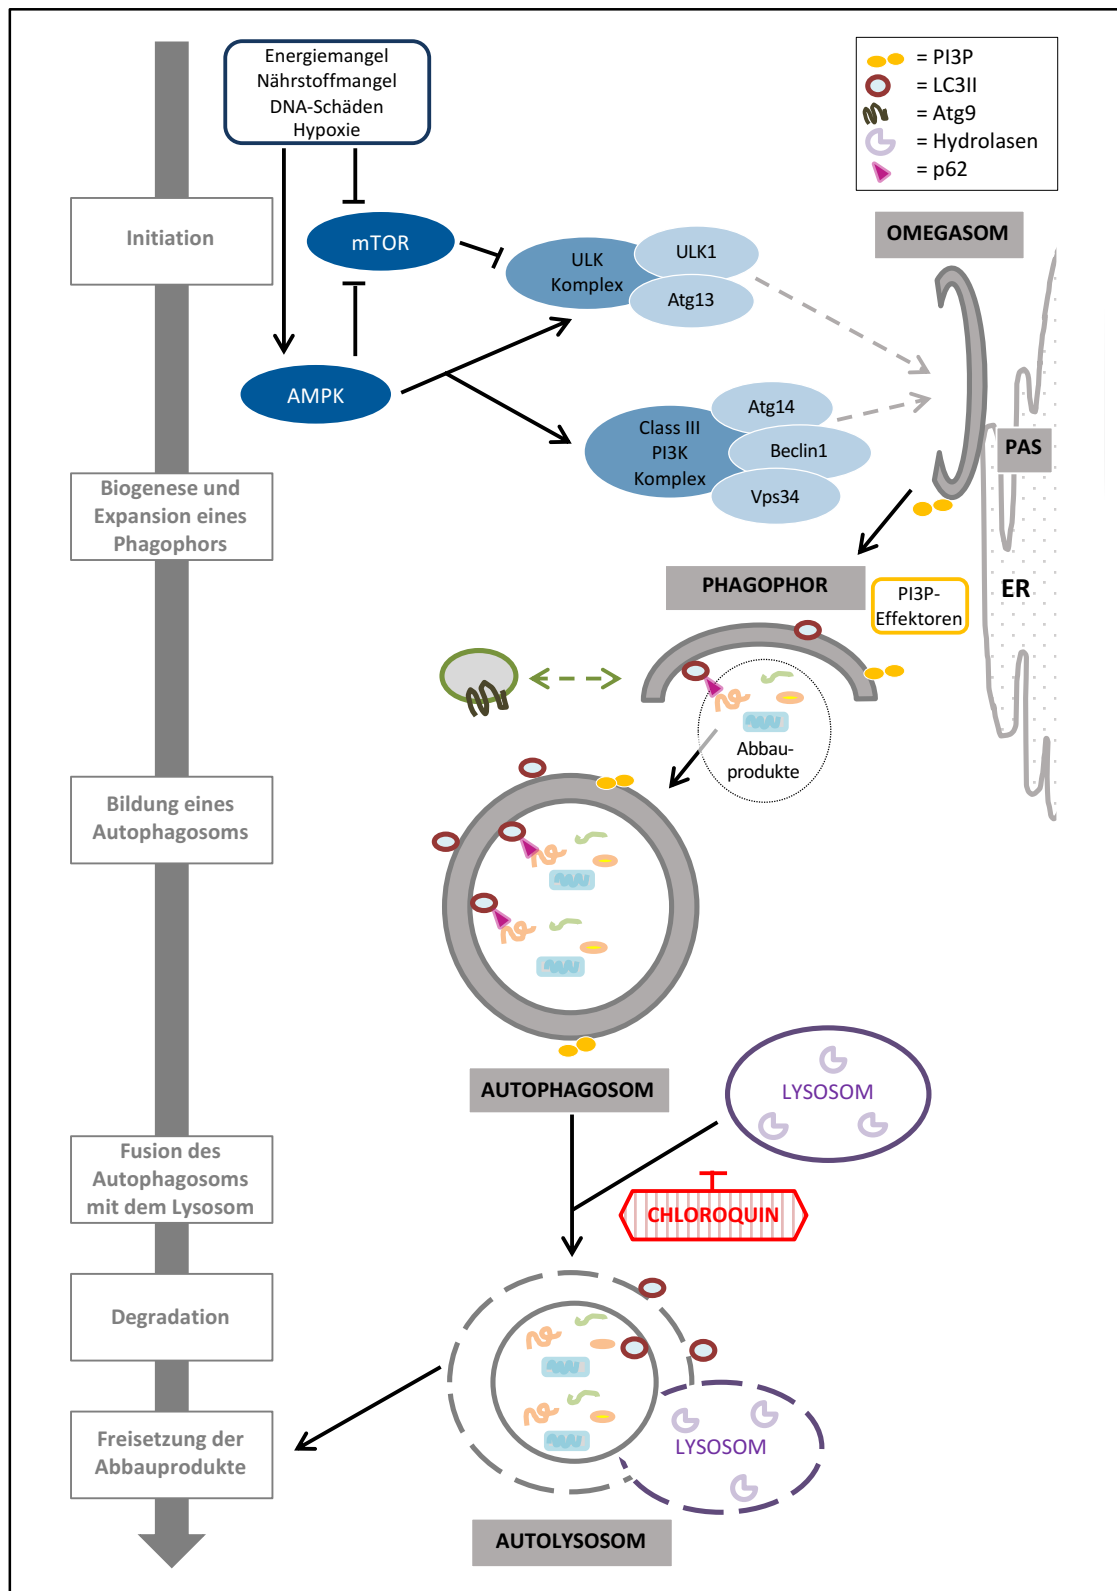 Energiemangel
Nährstoffmangel
DNA-Schäden
Hypoxie
= PI3P
= LC3II
= Atg9
= Hydrolasen
= p62
Initiation
mTOR
ULK
Komplex
ULK1
Atg13
OMEGASOM
AMPK
Class III
PI3K
Komplex
Atg14
Beclin1
Vps34
PAS
Biogenese und
Expansion eines
Phagophors
PHAGOPHOR
PI3P-
Effektoren
ER
Abbau-
produkte
Bildung eines
Autophagosoms
AUTOPHAGOSOM
LYSOSOM
Fusion des
Autophagosoms
mit dem Lysosom
CHLOROQUIN
Degradation
Freisetzung der
Abbauprodukte
LYSOSOM
AUTOLYSOSOM